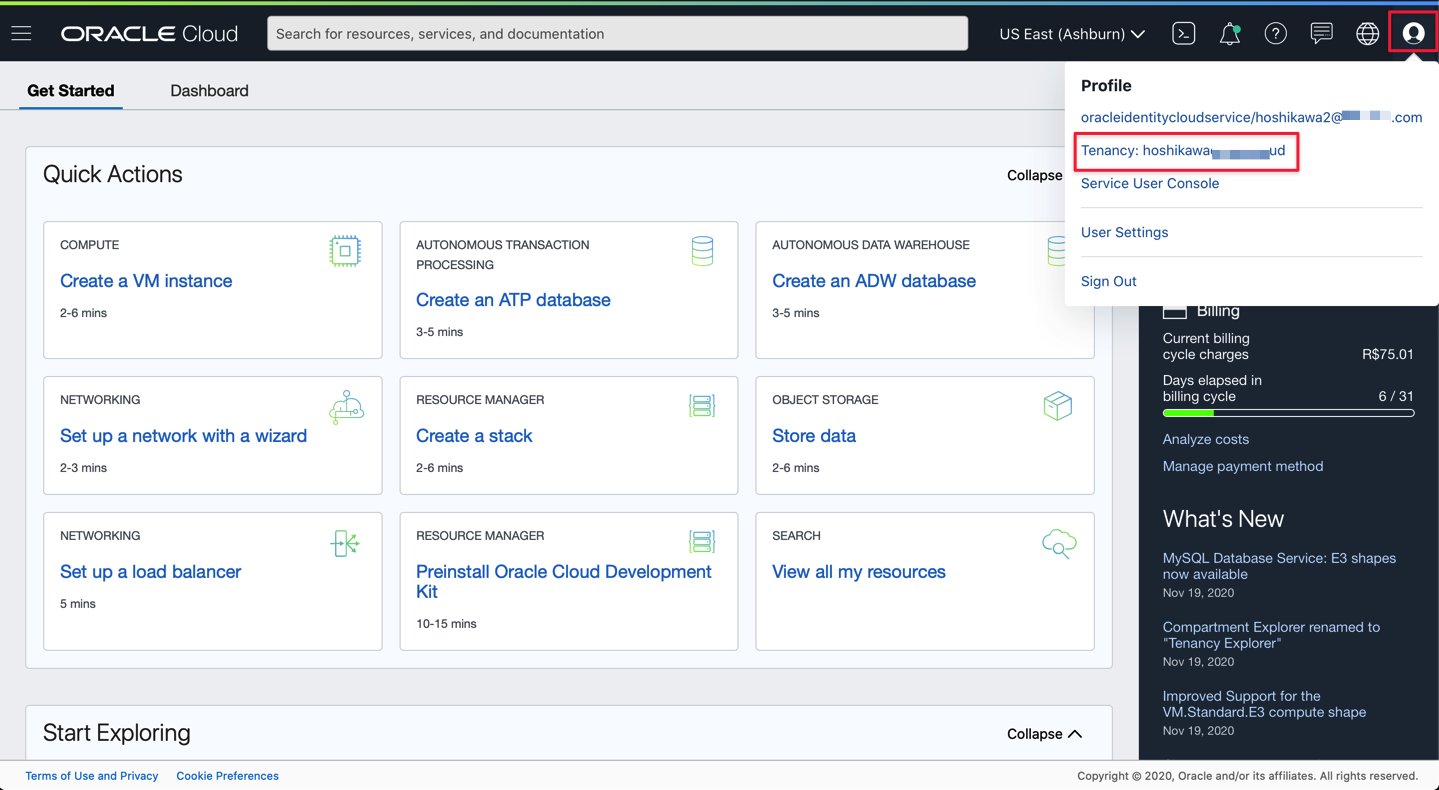 ORACLE Cloud
Search for resources, services, and documentation
US East (Ashburn)
Get Started
Dashboard
Profile
oracleidentitycloudservice/hoshikawa2@ .com
Tenancy: hoshikawa ud
Service User Console
User Settings
Sign Out
Quick Actions
Collapse
COMPUTE
Create a VM instance
2-6 mins
AUTONOMOUS TRANSACTION
PROCESSING
Create an ATP database
3-5 mins
AUTONOMOUS DATA WAREHOUSE
Create an ADW database
3-5 mins
NETWORKING
Set up a network with a wizard
2-3 mins
RESOURCE MANAGER
Create a stack
2-6 mins
OBJECT STORAGE
Store data
2-6 mins
NETWORKING
Set up a load balancer
5 mins
RESOURCE MANAGER
Preinstall Oracle Cloud Development
Kit
10-15 mins
SEARCH
View all my resources
Billing
Current billing
cycle charges
R$75.01
Days elapsed in
billing cycle
6 / 31
Analyze costs
Manage payment method
What's New
MySQL Database Service: E3 shapes
now available
Nov 19, 2020
Compartment Explorer renamed to
"Tenancy Explorer"
Nov 19, 2020
Improved Support for the
VM.Standard.E3 compute shape
Nov 19, 2020
Start Exploring
Collapse
Terms of Use and Privacy
Cookie Preferences
Copyright © 2020, Oracle and/or its affiliates. All rights reserved.